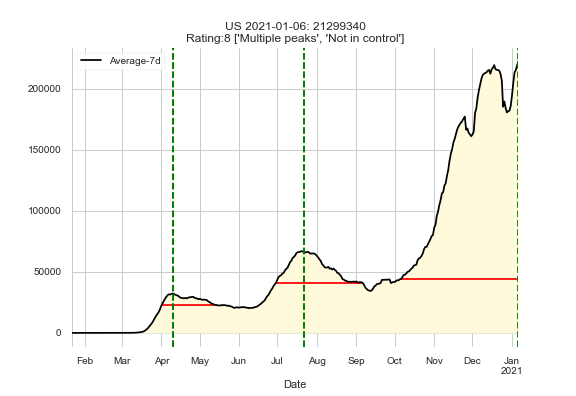 US 2021-01-06: 21299340
Rating:8 ['Multiple peaks', 'Not in control']
Average-7d
200000
150000
100000
50000
0
Feb Mar Apr May Jun Jul Aug Sep Oct Nov Dec Jan
2021
Date